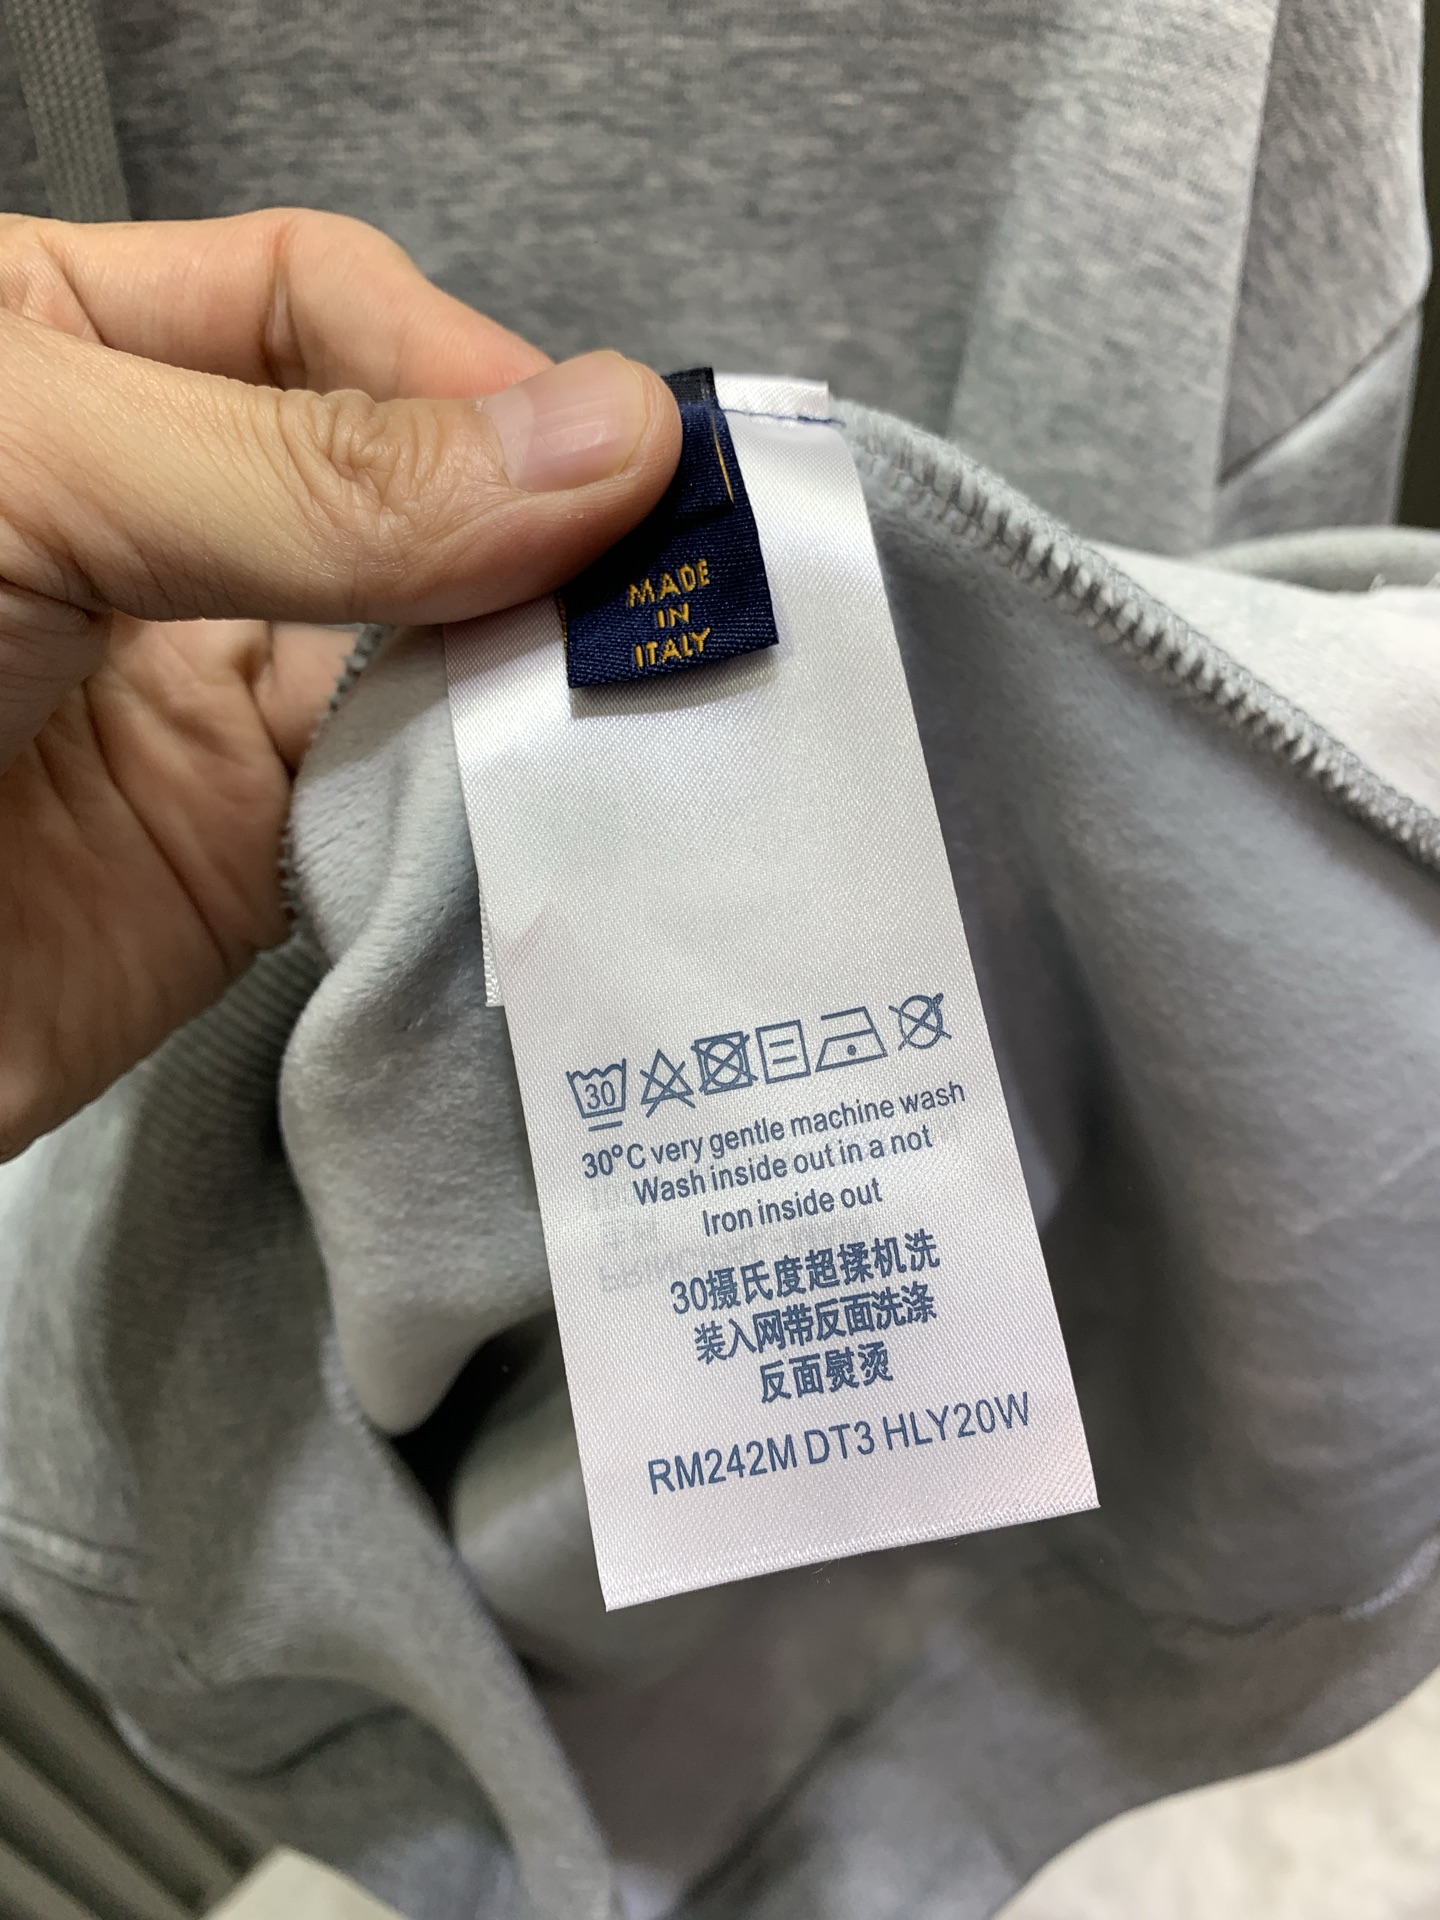 MADE
IN
ITALY
30
30°C very gentle machine wash
Wash inside out in a not
Iron inside out
30摄氏度超揉机洗
装入网带反面洗涤
反面熨烫
RM242M DT3 HLY20W